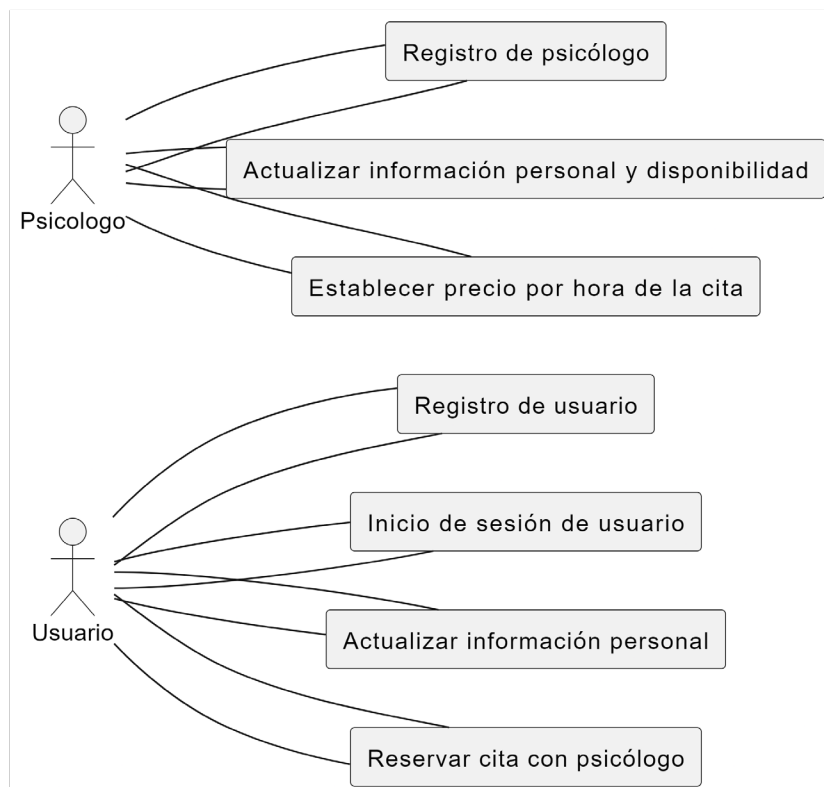 Registro de psicólogo
Actualizar información personal y disponibilidad
Psicologo
Establecer precio por hora de la cita
Registro de usuario
Inicio de sesión de usuario
Usuario
Actualizar información personal
Reservar cita con psicólogo